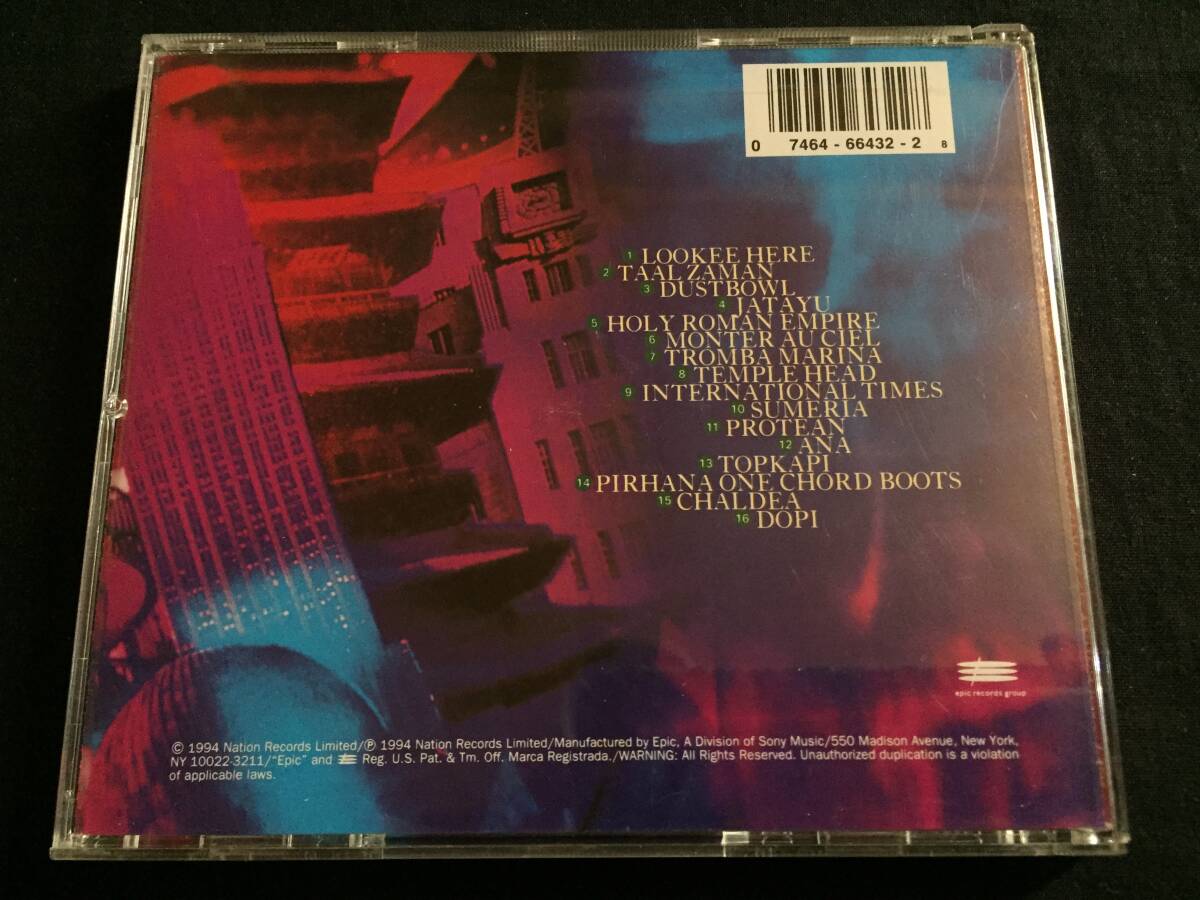 0 7464 - 66432 - 2 8
1 LOOKEE HERE
2 TAAL ZAMAN
3 DUSTBOWL
4 JATAYU
5 HOLY ROMAN EMPIRE
6 MONTER AU CIEL
7 TROMBA MARINA
8 TEMPLE HEAD
9 INTERNATIONAL TIMES
10 SUMERIA
11 PROTEAN
12 ANA
13 TOPKAPI
14 PIRHANA ONE CHORD BOOTS
15 CHALDEA
16 DOPI
epic records group
© 1994 Nation Records Limited/℗ 1994 Nation Records Limited/Manufactured by Epic, A Division of Sony Music/550 Madison Avenue, New York,
NY 10022-3211/"Epic" and Reg. U.S. Pat. & Tm. Off. Marca Registrada./WARNING: All Rights Reserved. Unauthorized duplication is a violation
of applicable laws.